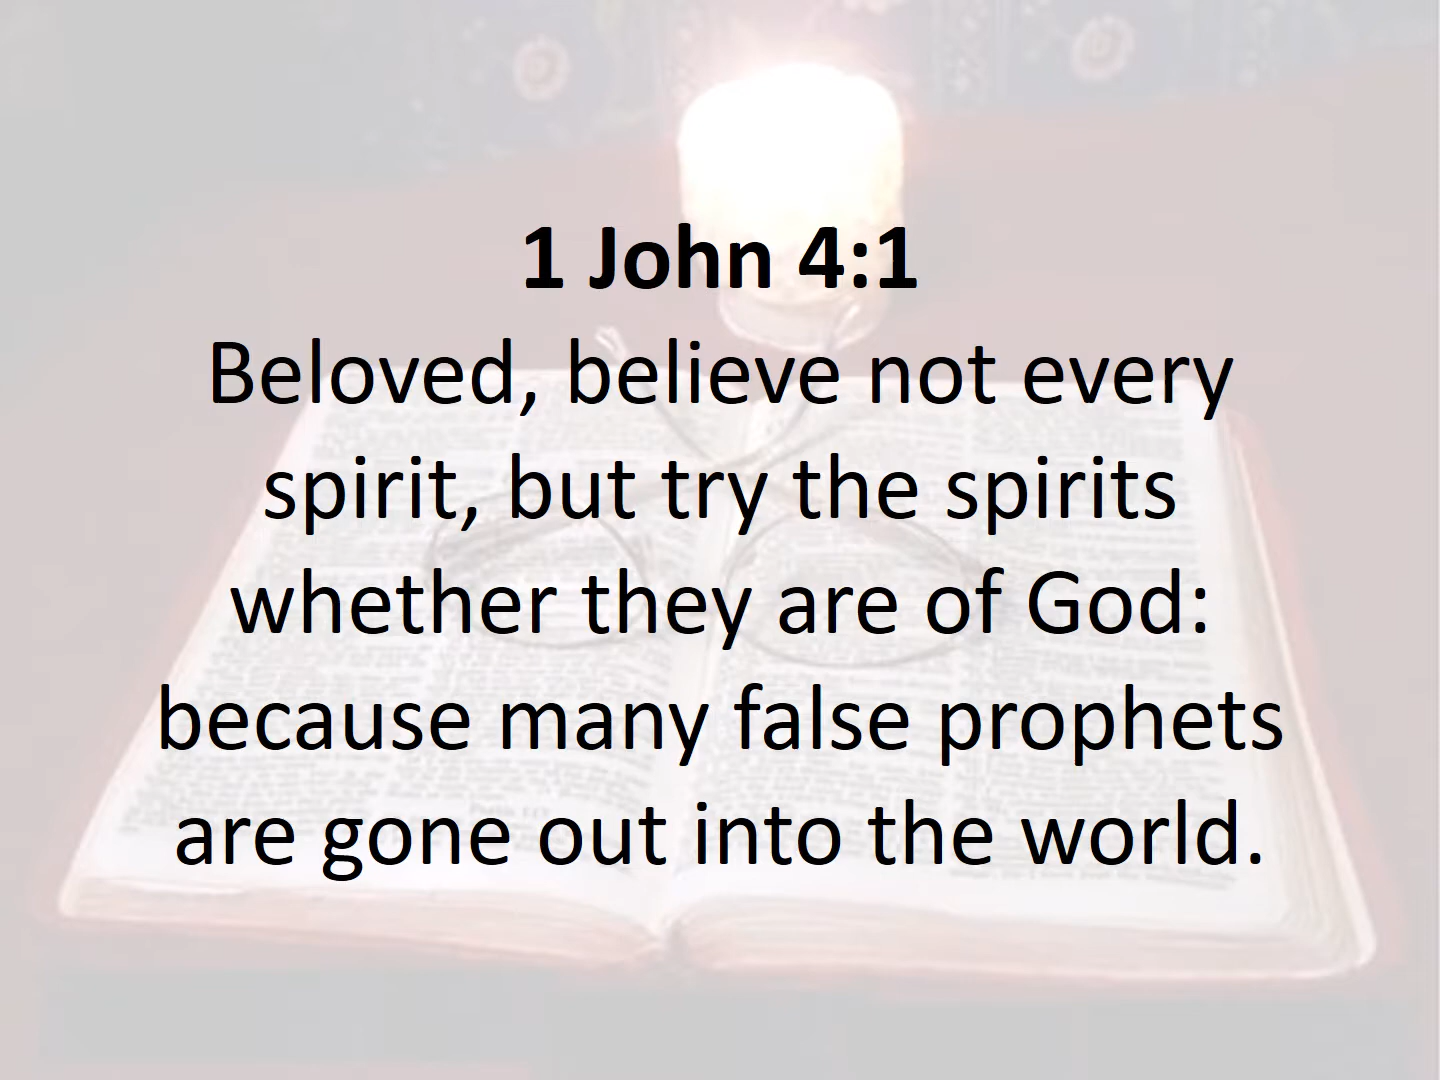 1 John 4:1
Beloved, believe not every
spirit, but try the spirits
whether they are of God:
because many false prophets
are gone out into the world.